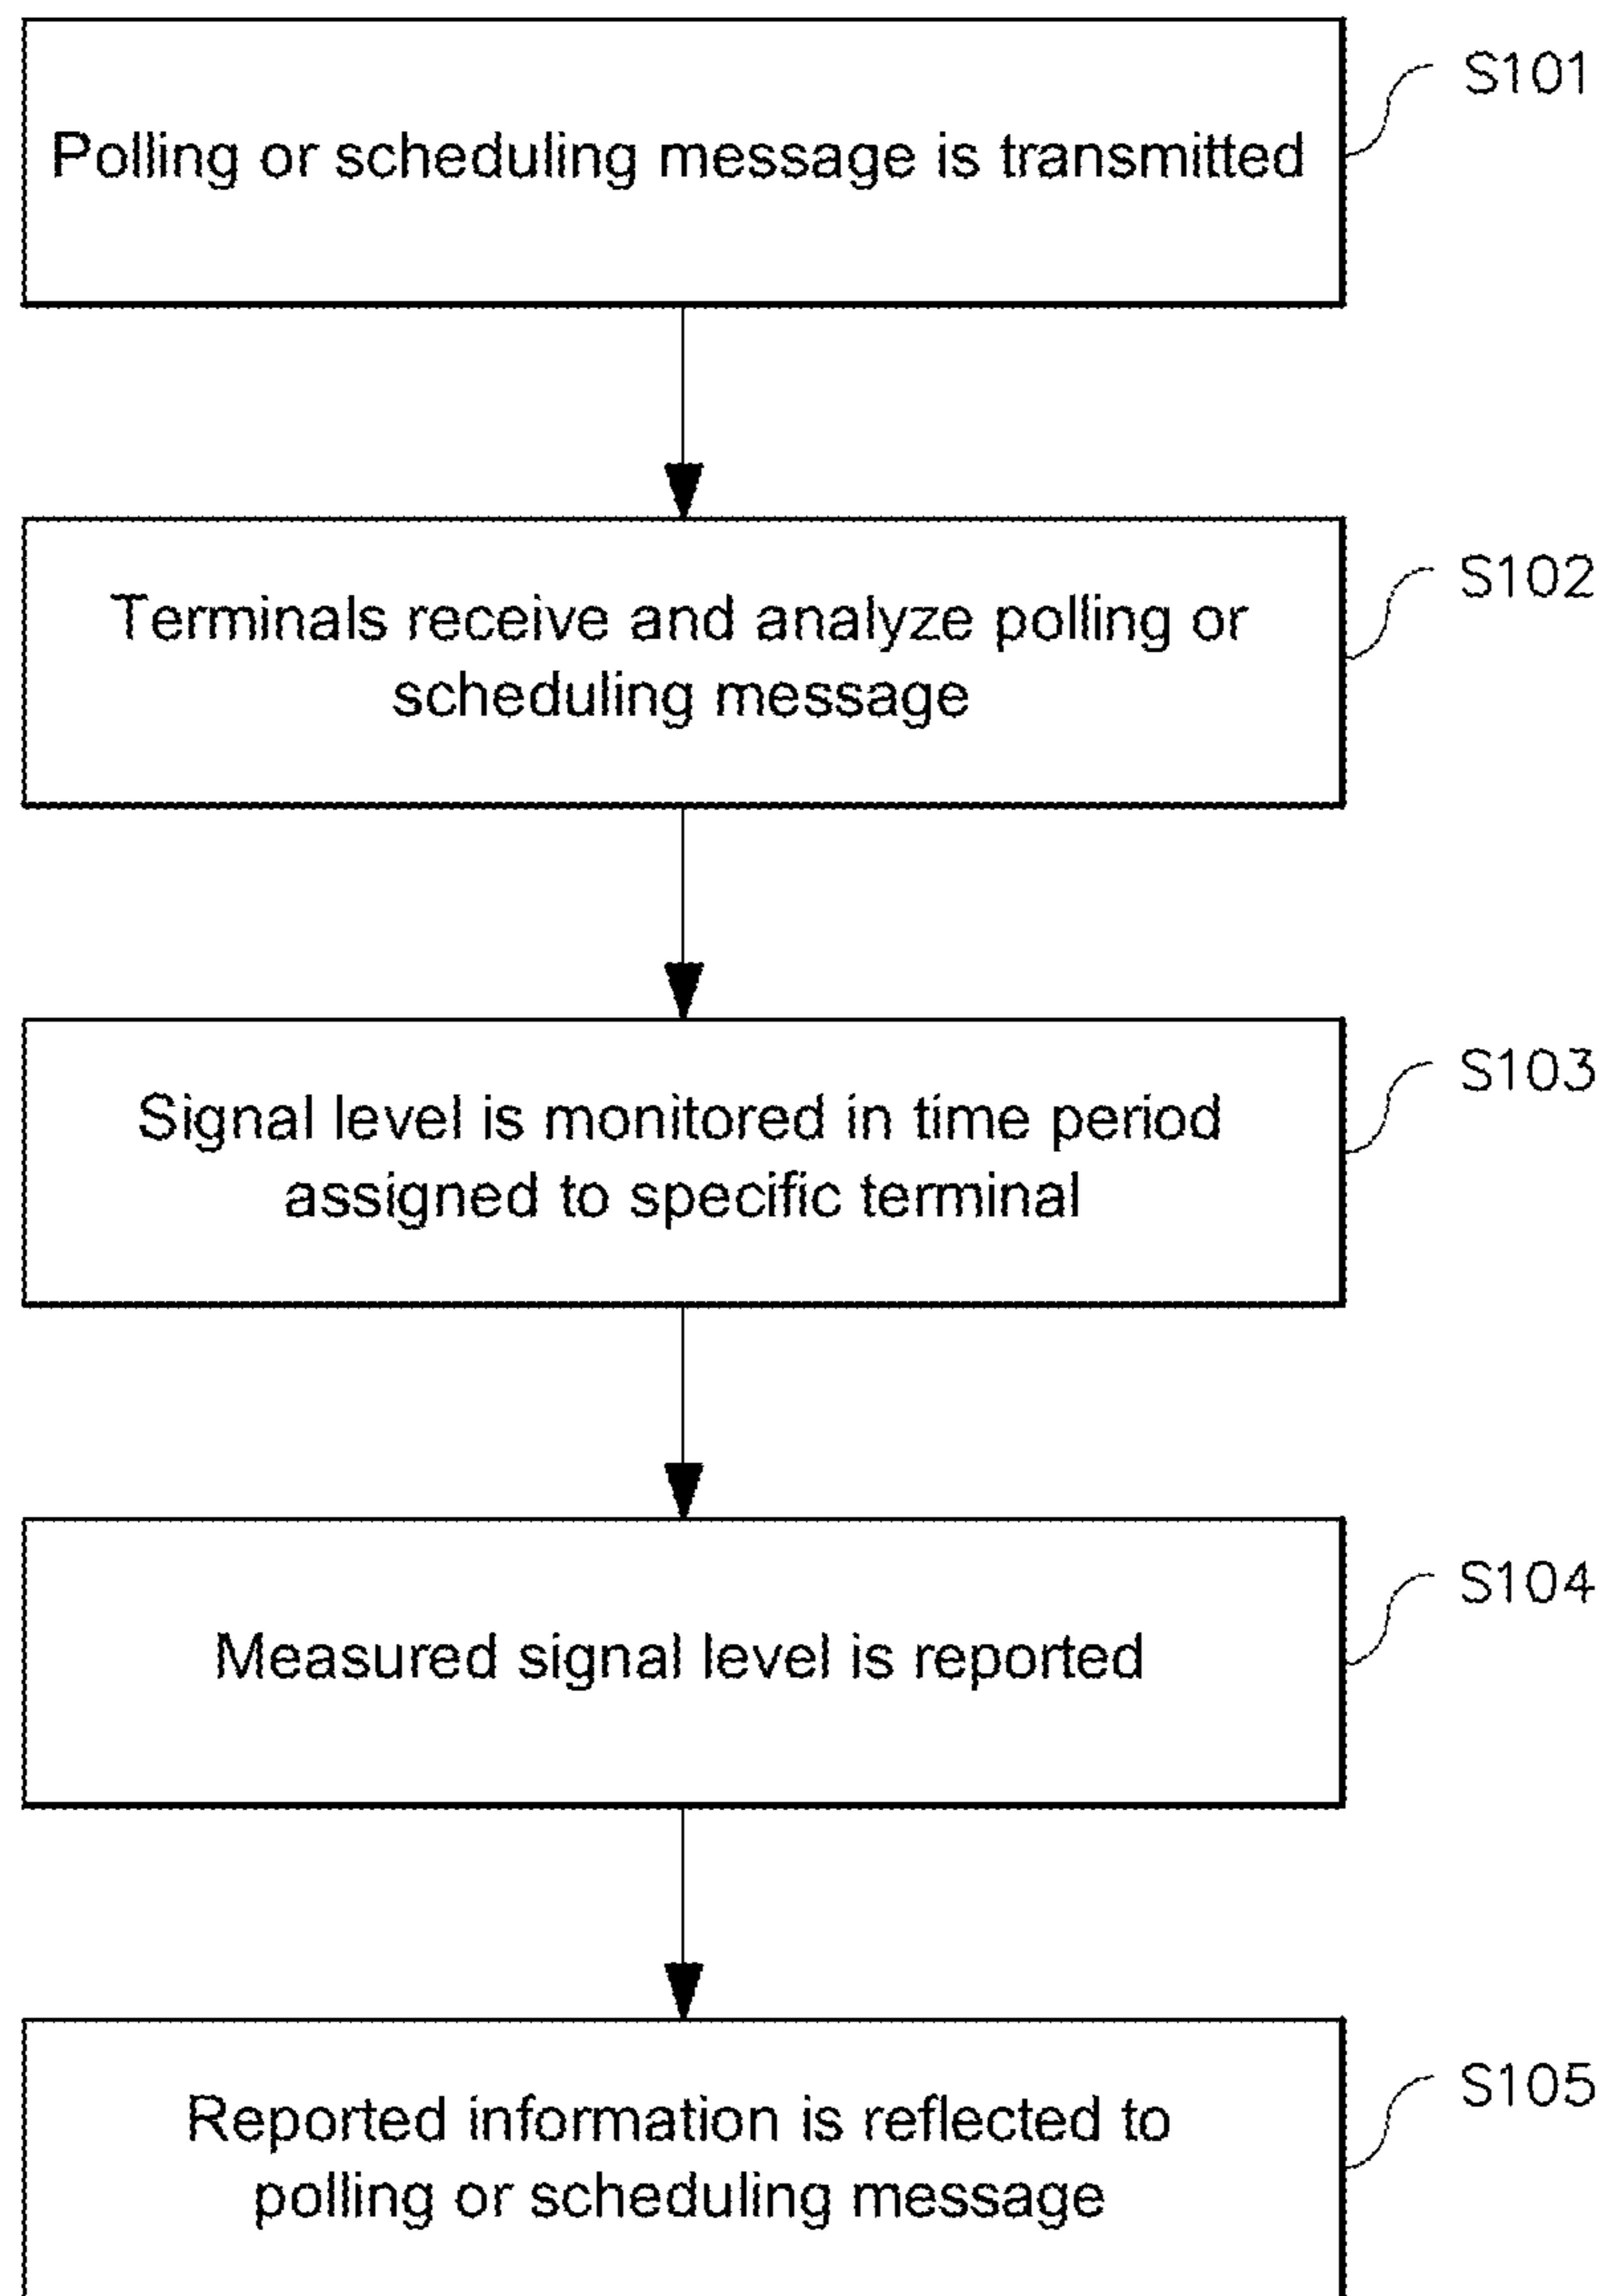 S101
Polling or scheduling message is transmitted
S102
Terminals receive and analyze polling or
scheduling message
S103
Signal level is monitored in time period
assigned to specific terminal
S104
Measured signal level is reported
S105
Reported information is reflected to
polling or scheduling message